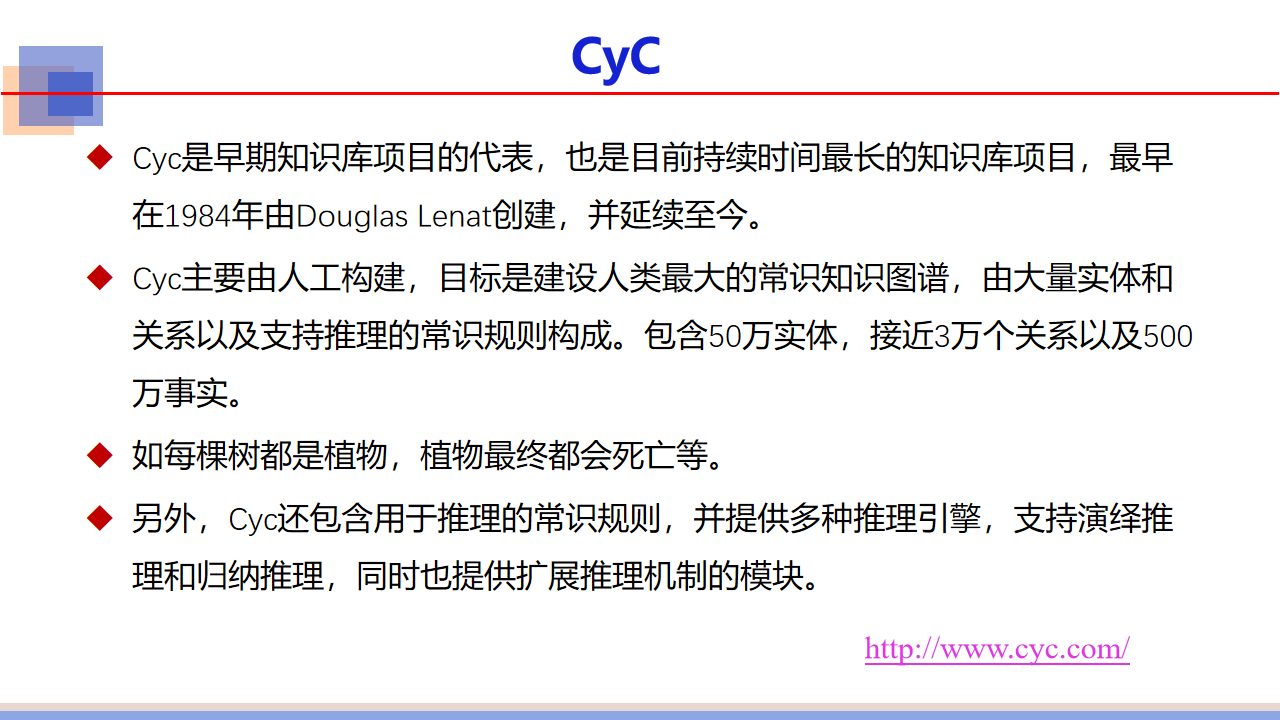 CyC
Cyc是早期知识库项目的代表，也是目前持续时间最长的知识库项目，最早
在1984年由Douglas Lenat创建，并延续至今。
Cyc主要由人工构建，目标是建设人类最大的常识知识图谱，由大量实体和
关系以及支持推理的常识规则构成。包含50万实体，接近3万个关系以及500
万事实。
如每棵树都是植物，植物最终都会死亡等。
另外，Cyc还包含用于推理的常识规则，并提供多种推理引擎，支持演绎推
理和归纳推理，同时也提供扩展推理机制的模块。
http://www.cyc.com/